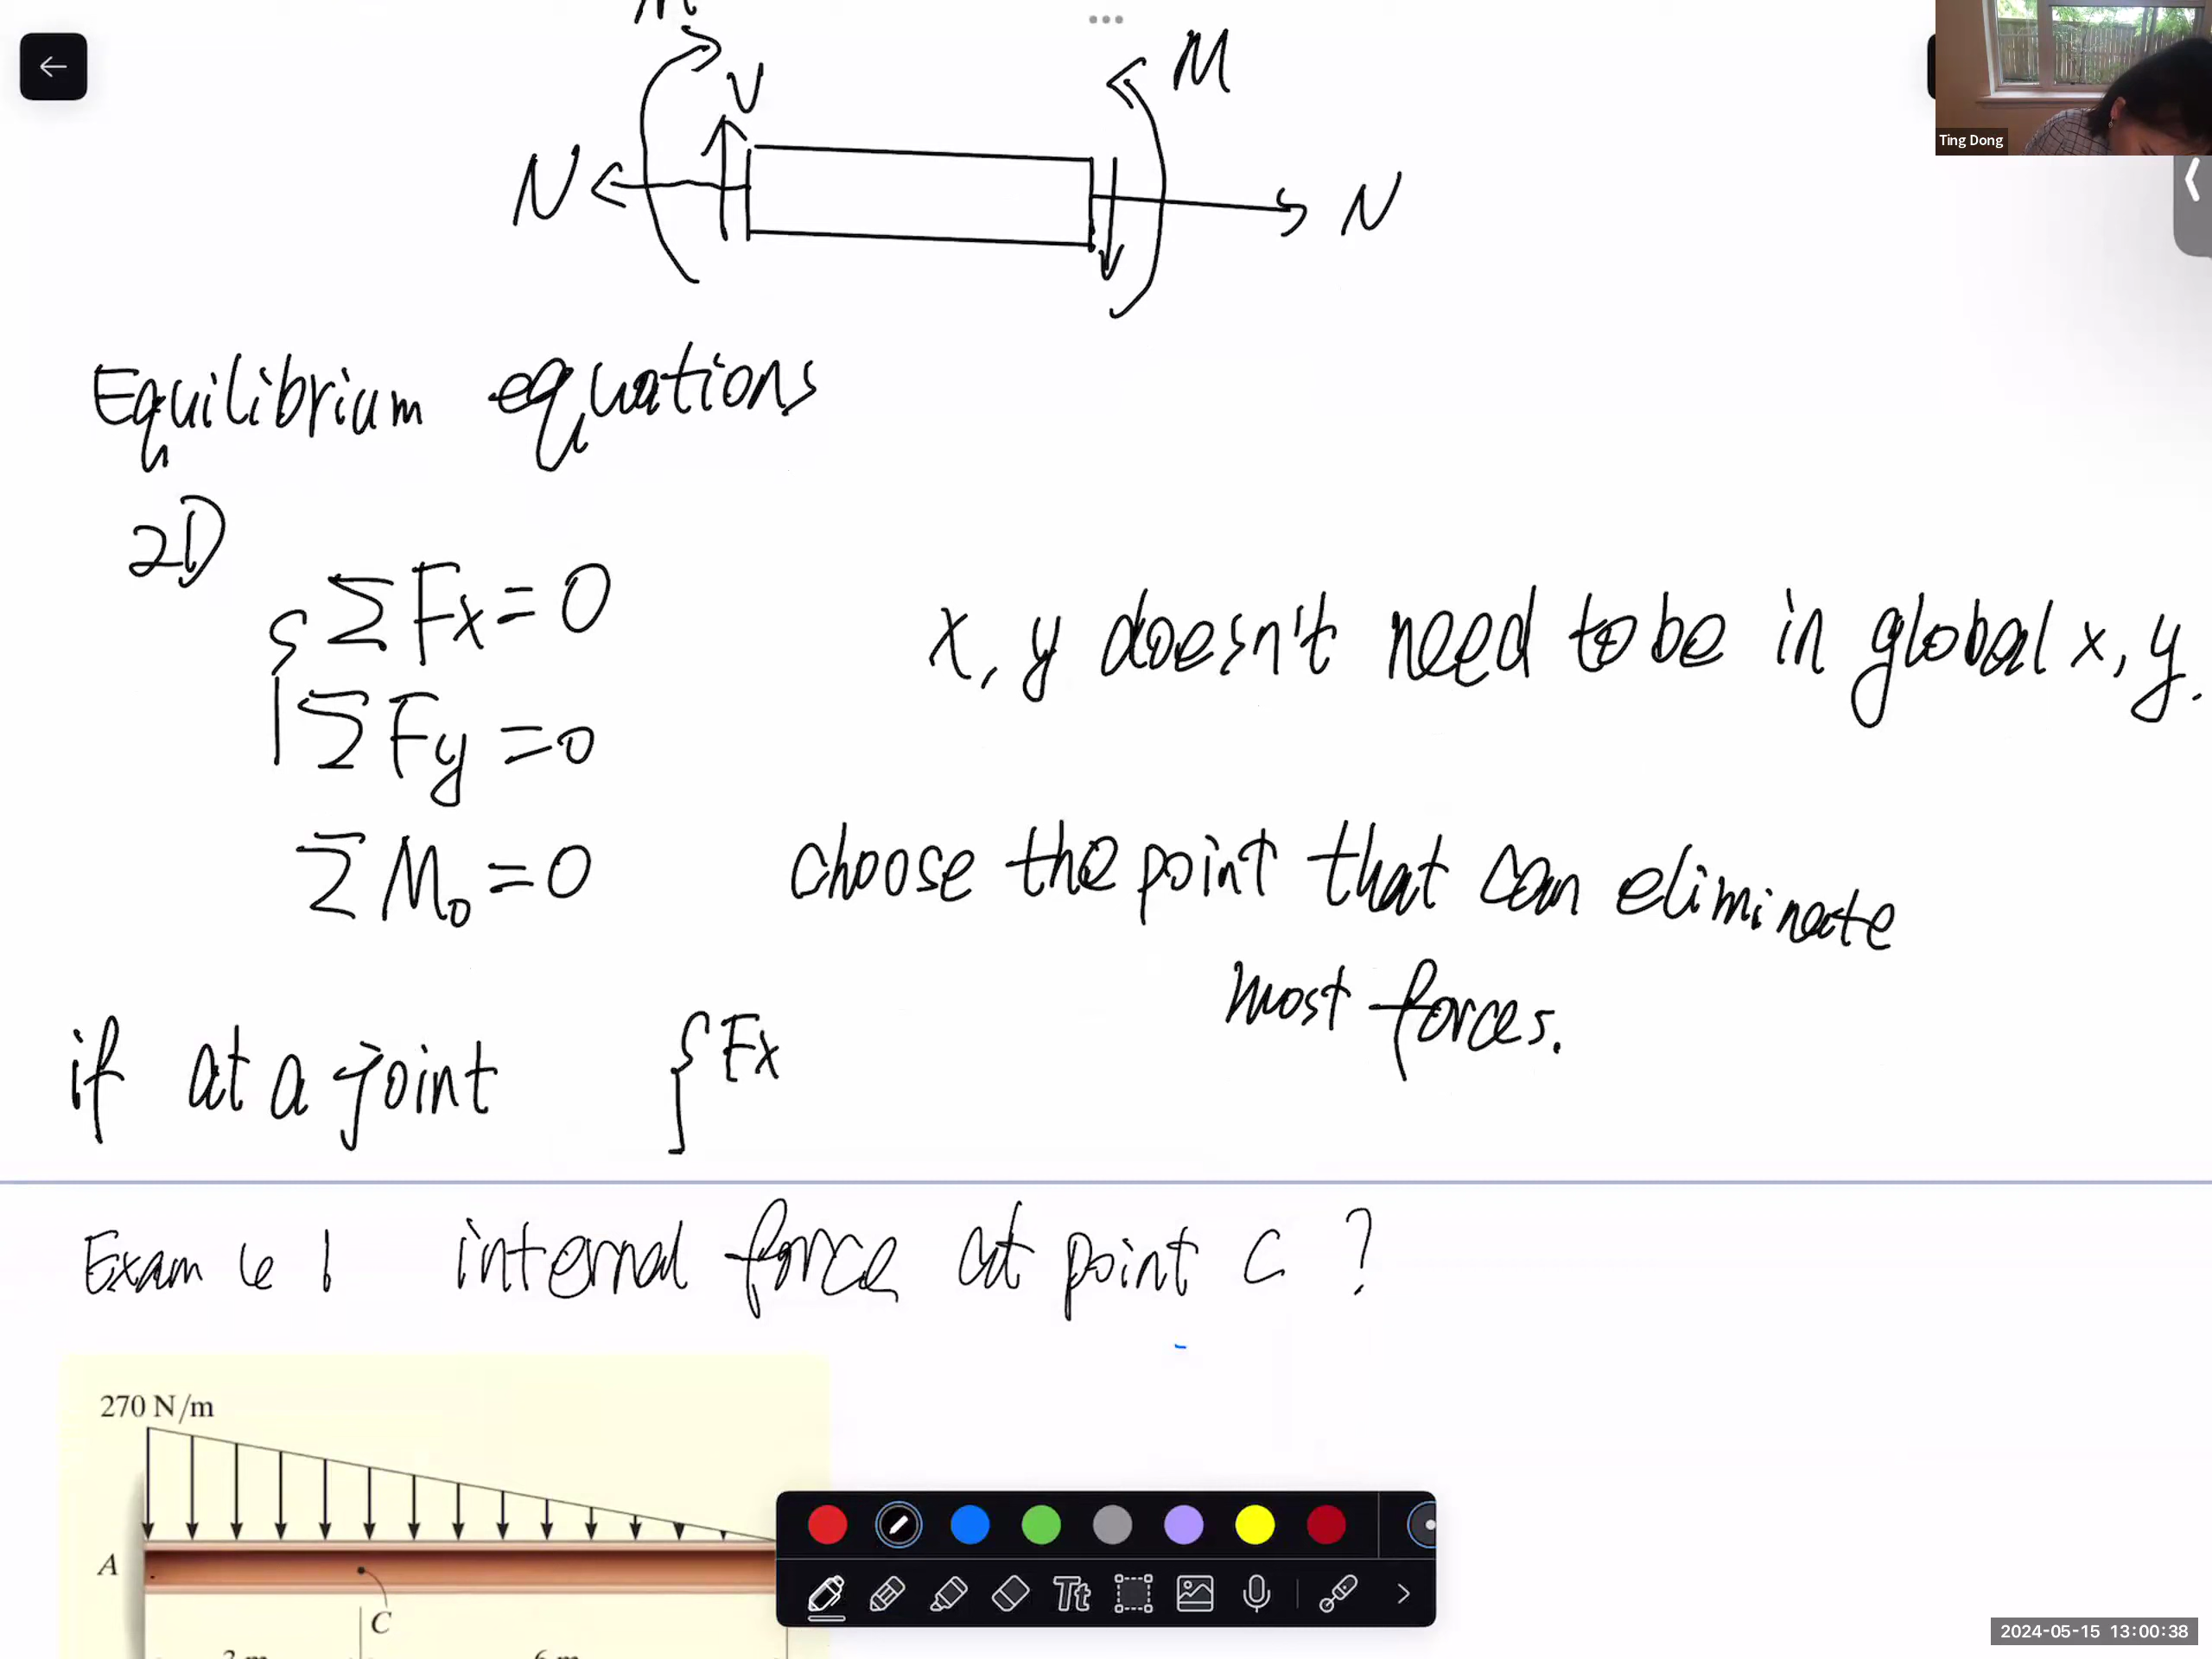 M
V
M
N
N
Ting Dong
Equilibrium equations
2D
ΣFx=0
x, y doesn't need to be in global x, y.
ΣFy=0
ΣMo=0
choose the point that can eliminate
most forces.
if at a joint { Fx
internal force at point C ?
270 N/m
A
C
6 m
Tt
2024-05-15 13:00:38